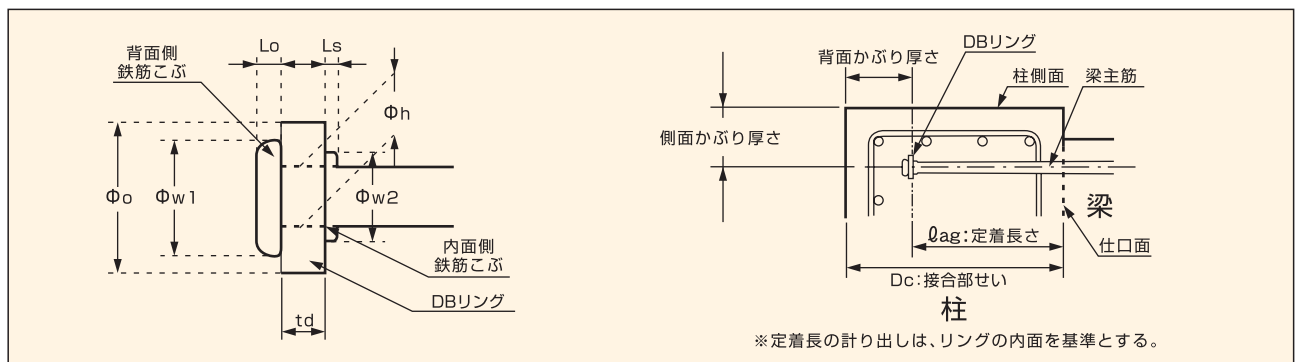 背面側
鉄筋こぶ
Lo
Ls
Φh
Φo
Φw1
Φw2
内面側
鉄筋こぶ
DBリング
td
DBリング
背面かぶり厚さ
柱側面
梁主筋
側面かぶり厚さ
梁
ℓag:定着長さ
仕口面
Dc:接合部せい
柱
※定着長の計り出しは、リングの内面を基準とする。